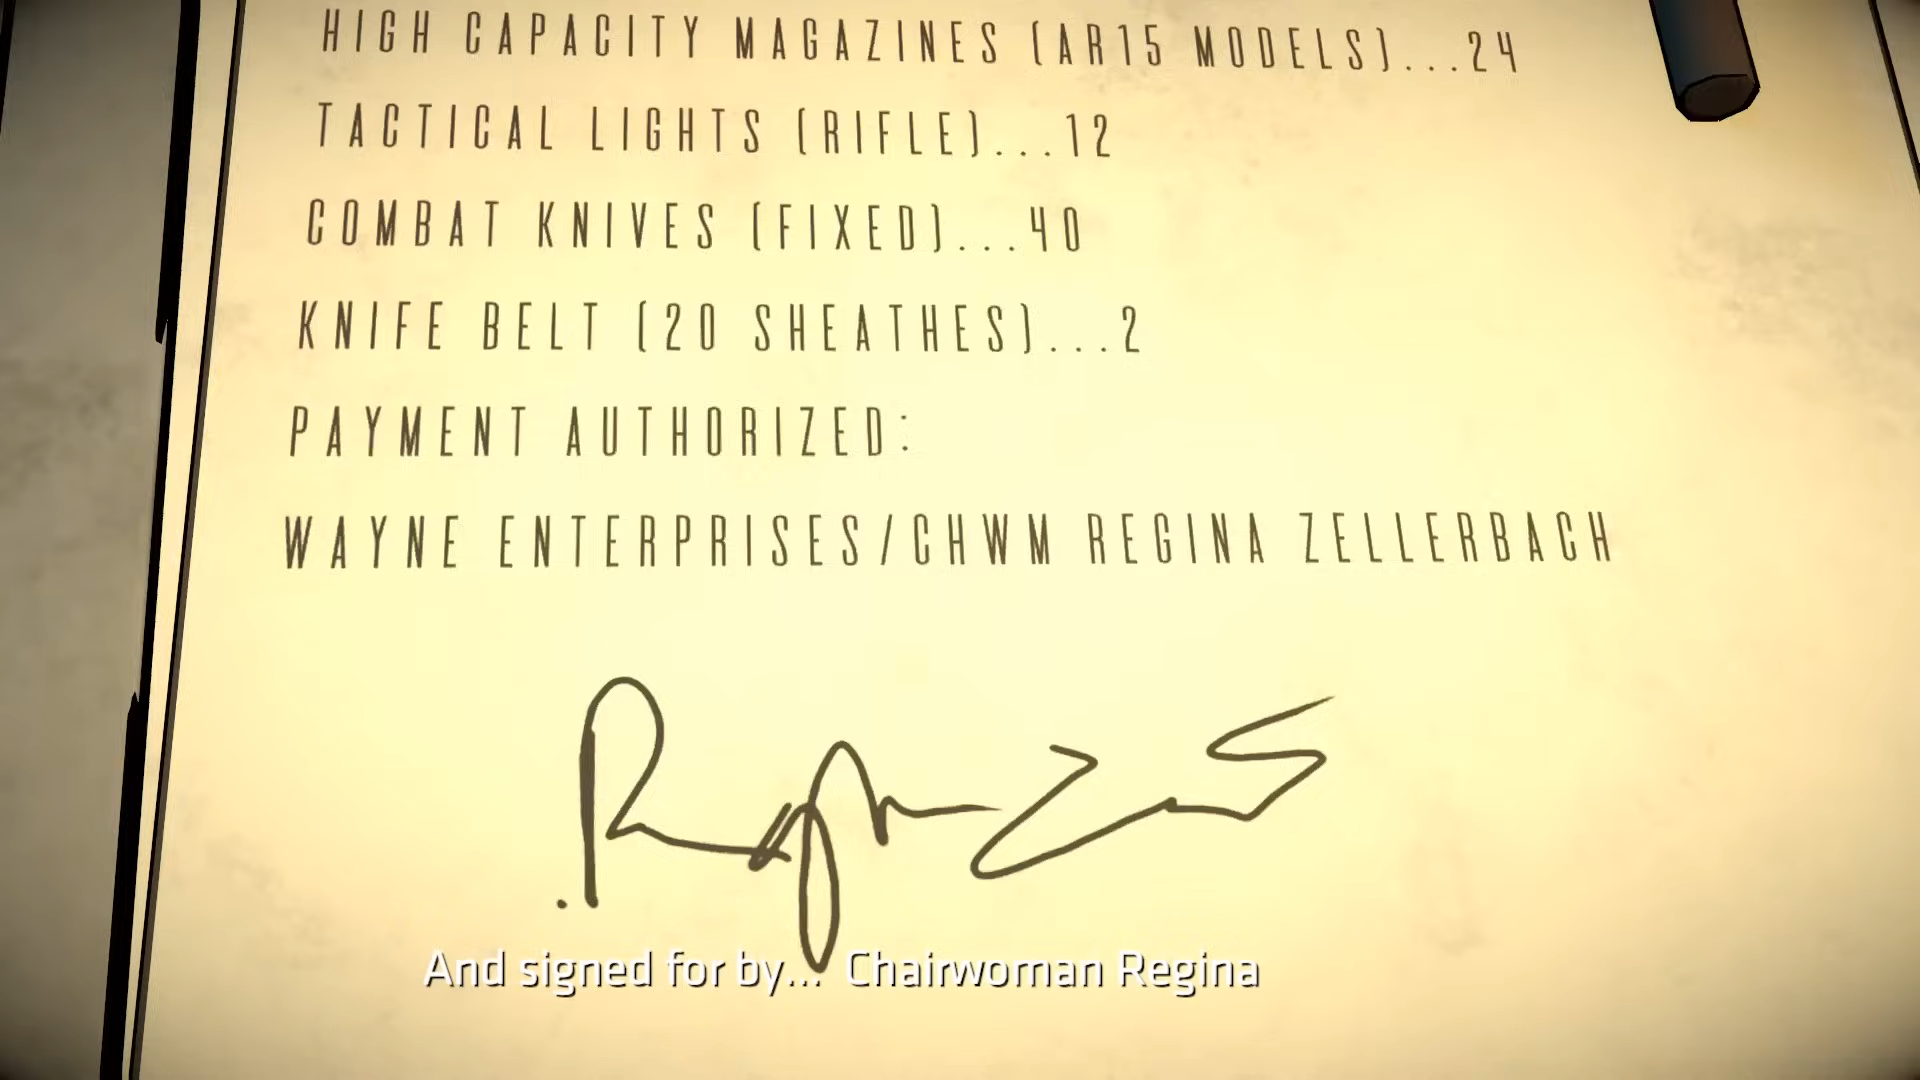 HIGH CAPACITY MAGAZINES (AR15 MODELS)...24
TACTICAL LIGHTS (RIFLE)...12
COMBAT KNIVES (FIXED)...40
KNIFE BELT (20 SHEATHES)...2
PAYMENT AUTHORIZED:
WAYNE ENTERPRISES/CHWM REGINA ZELLERBACH
And signed for by... Chairwoman Regina